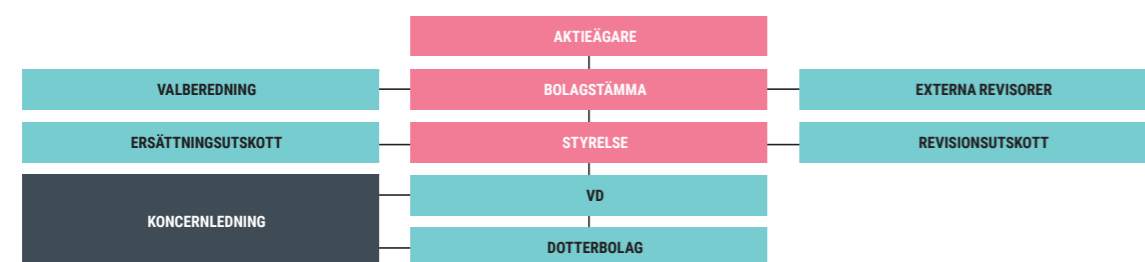 AKTIEÄGARE
VALBEREDNING
BOLAGSTÄMMA
EXTERNA REVISORER
ERSÄTTNINGSUTSKOTT
STYRELSE
REVISIONSUTSKOTT
KONCERNLEDNING
VD
DOTTERBOLAG